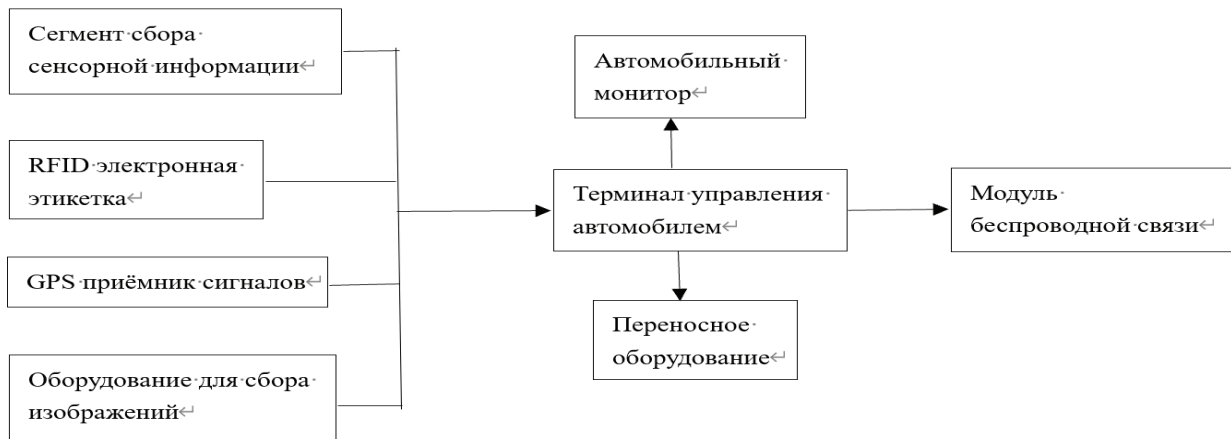 Сегмент сбора
сенсорной информации
RFID электронная
этикетка
GPS приёмник сигналов
Оборудование для сбора
изображений
Автомобильный
монитор
Терминал управления
автомобилем
Переносное
оборудование
Модуль
беспроводной связи